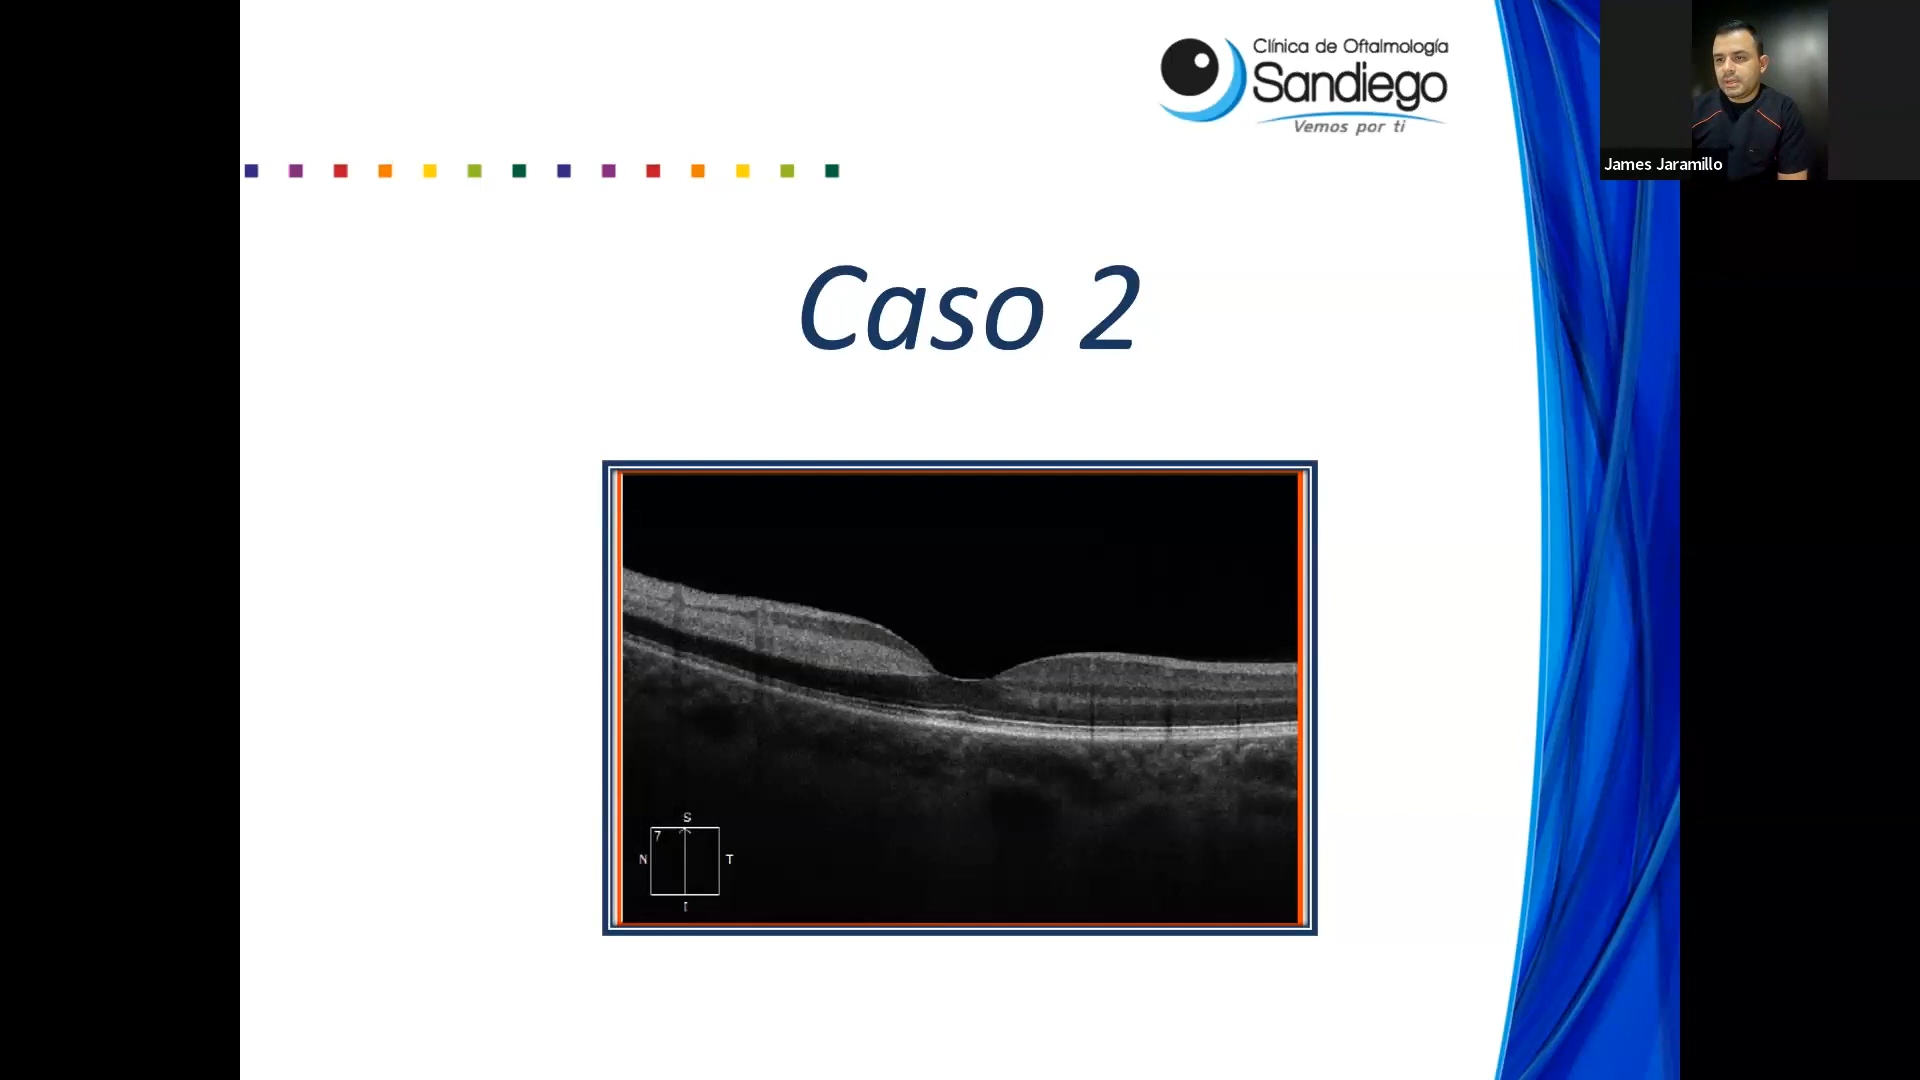 Clínica de Oftalmología
Sandiego
Vemos por ti
James Jaramillo
Caso 2
S
7
N T
I